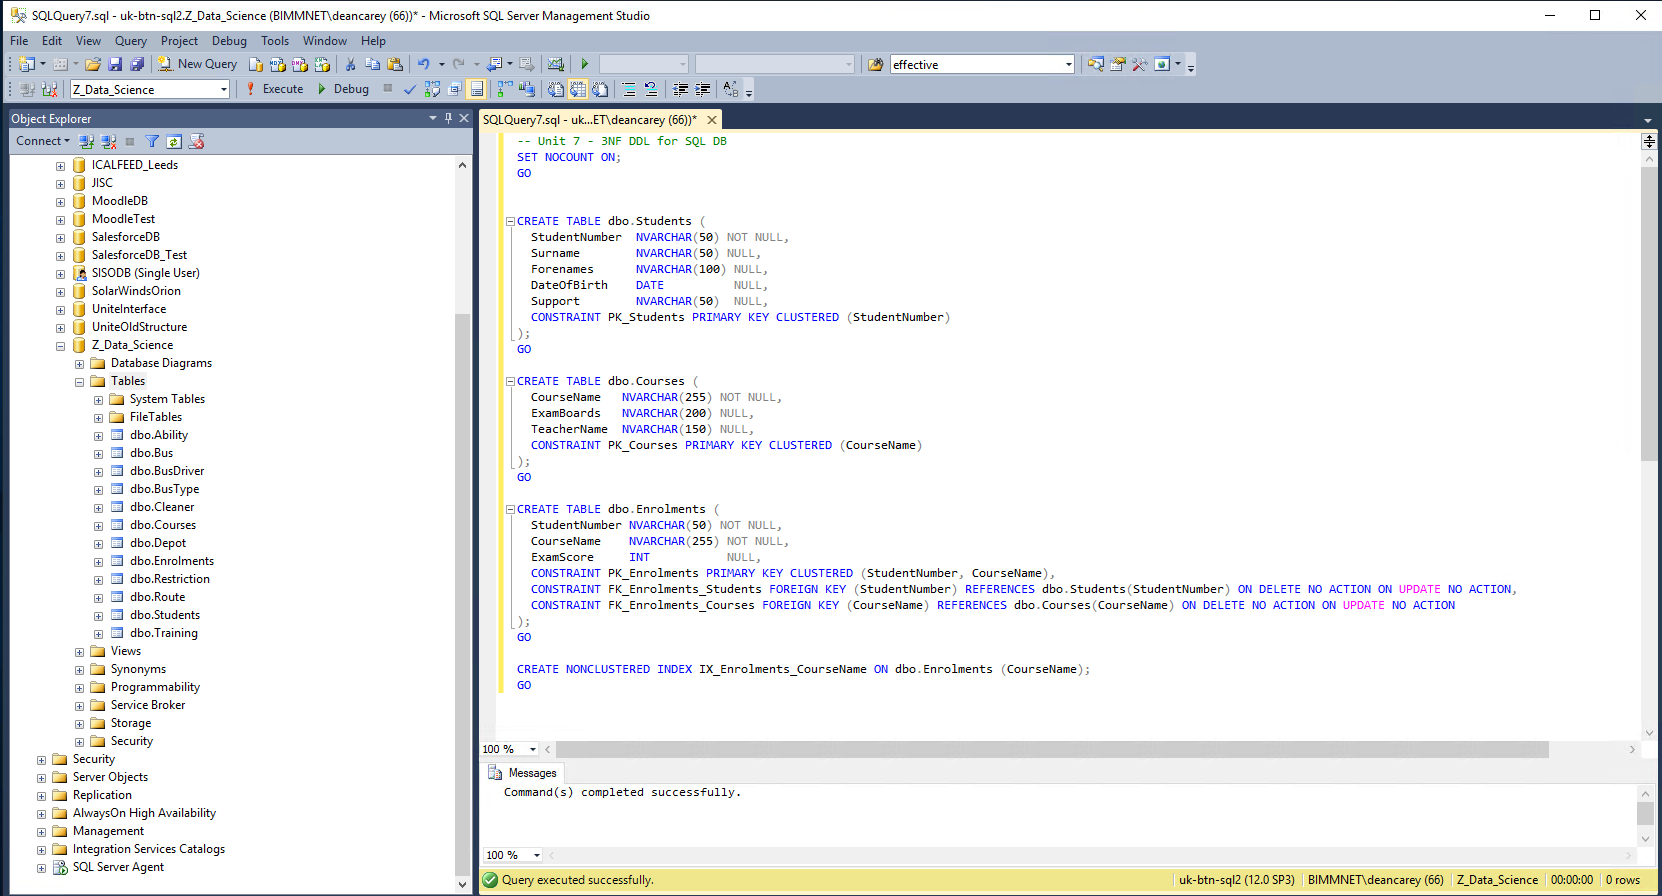 SQLQuery7.sql - uk-btn-sql2.Z_Data_Science (BIMMNET\deancarey (66))* - Microsoft SQL Server Management Studio
File Edit View Query Project Debug Tools Window Help
New Query effective
Z_Data_Science Execute Debug
Object Explorer
Connect
ICALFEED_Leeds
JISC
MoodleDB
MoodleTest
SalesforceDB
SalesforceDB_Test
SISODB (Single User)
SolarWindsOrion
UniteInterface
UniteOldStructure
Z_Data_Science
Database Diagrams
Tables
System Tables
FileTables
dbo.Ability
dbo.Bus
dbo.BusDriver
dbo.BusType
dbo.Cleaner
dbo.Courses
dbo.Depot
dbo.Enrolments
dbo.Restriction
dbo.Route
dbo.Students
dbo.Training
Views
Synonyms
Programmability
Service Broker
Storage
Security
Security
Server Objects
Replication
AlwaysOn High Availability
Management
Integration Services Catalogs
SQL Server Agent
SQLQuery7.sql - uk...ET\deancarey (66))*
-- Unit 7 - 3NF DDL for SQL DB
SET NOCOUNT ON;
GO
CREATE TABLE dbo.Students (
StudentNumber NVARCHAR(50) NOT NULL,
Surname NVARCHAR(50) NULL,
Forenames NVARCHAR(100) NULL,
DateOfBirth DATE NULL,
Support NVARCHAR(50) NULL,
CONSTRAINT PK_Students PRIMARY KEY CLUSTERED (StudentNumber)
);
GO
CREATE TABLE dbo.Courses (
CourseName NVARCHAR(255) NOT NULL,
ExamBoards NVARCHAR(200) NULL,
TeacherName NVARCHAR(150) NULL,
CONSTRAINT PK_Courses PRIMARY KEY CLUSTERED (CourseName)
);
GO
CREATE TABLE dbo.Enrolments (
StudentNumber NVARCHAR(50) NOT NULL,
CourseName NVARCHAR(255) NOT NULL,
ExamScore INT NULL,
CONSTRAINT PK_Enrolments PRIMARY KEY CLUSTERED (StudentNumber, CourseName),
CONSTRAINT FK_Enrolments_Students FOREIGN KEY (StudentNumber) REFERENCES dbo.Students(StudentNumber) ON DELETE NO ACTION ON UPDATE NO ACTION,
CONSTRAINT FK_Enrolments_Courses FOREIGN KEY (CourseName) REFERENCES dbo.Courses(CourseName) ON DELETE NO ACTION ON UPDATE NO ACTION
);
GO
CREATE NONCLUSTERED INDEX IX_Enrolments_CourseName ON dbo.Enrolments (CourseName);
GO
100 %
Messages
Command(s) completed successfully.
100 %
Query executed successfully. uk-btn-sql2 (12.0 SP3) BIMMNET\deancarey (66) Z_Data_Science 00:00:00 0 rows